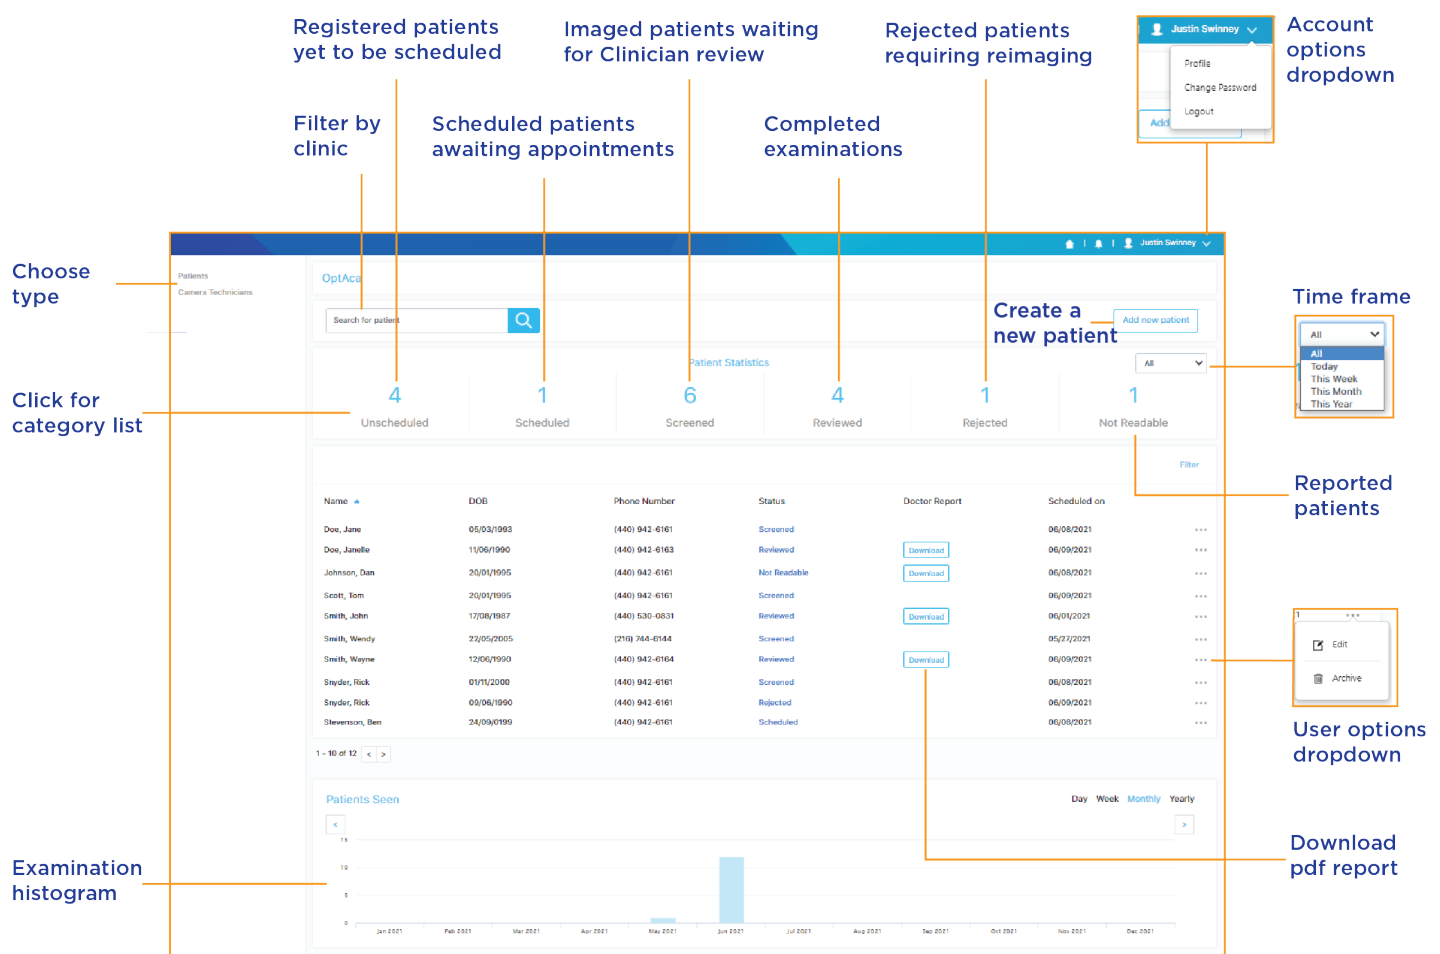 Registered patients
yet to be scheduled
Imaged patients waiting
for Clinician review
Rejected patients
requiring reimaging
Justin Swinney
Profile
Change Password
Logout
Add
Account
options
dropdown
Filter by
clinic
Scheduled patients
awaiting appointments
Completed
examinations
Justin Swinney
Choose
type
Patients
Camera Technicians
OptAca
Search for patient
Create a
new patient
Add new patient
Time frame
All
All
Today
This Week
This Month
This Year
Patient Statistics
All
Click for
category list
4
Unscheduled
1
Scheduled
6
Screened
4
Reviewed
1
Rejected
1
Not Readable
Filter
Reported
patients
Name DOB Phone Number Status Doctor Report Scheduled on
Doe, Jane 05/03/1993 (440) 942-6161 Screened 06/08/2021
Doe, Janelle 11/06/1990 (440) 942-6163 Reviewed Download 06/09/2021
Johnson, Dan 20/01/1995 (440) 942-6161 Not Readable Download 06/08/2021
Scott, Tom 20/01/1995 (440) 942-6161 Screened 06/09/2021
Smith, John 17/08/1987 (440) 530-0831 Reviewed Download 06/01/2021
Smith, Wendy 22/05/2005 (216) 744-6144 Screened 05/27/2021
Smith, Wayne 12/06/1990 (440) 942-6164 Reviewed Download 06/09/2021
Snyder, Rick 01/11/2000 (440) 942-6161 Screened 06/08/2021
Snyder, Rick 09/06/1990 (440) 942-6161 Rejected 06/09/2021
Stevenson, Ben 24/09/0199 (440) 942-6161 Scheduled 06/08/2021
1
Edit
Archive
User options
dropdown
1 - 10 of 12 < >
Patients Seen
Day Week Monthly Yearly
< >
15
10
5
0
Jan 2021 Feb 2021 Mar 2021 Apr 2021 May 2021 Jun 2021 Jul 2021 Aug 2021 Sep 2021 Oct 2021 Nov 2021 Dec 2021
Download
pdf report
Examination
histogram